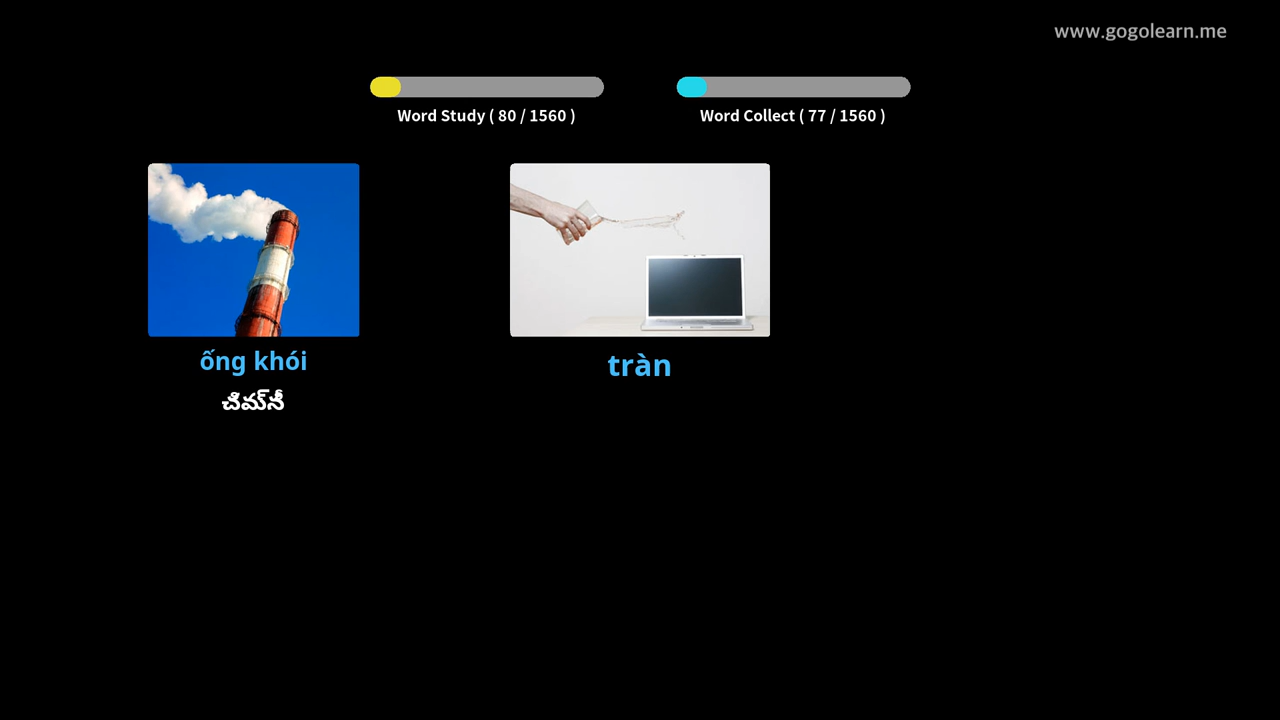 www.gogolearn.me
Word Study ( 80 / 1560 )
Word Collect ( 77 / 1560 )
ống khói
tràn
చిమ్నీ